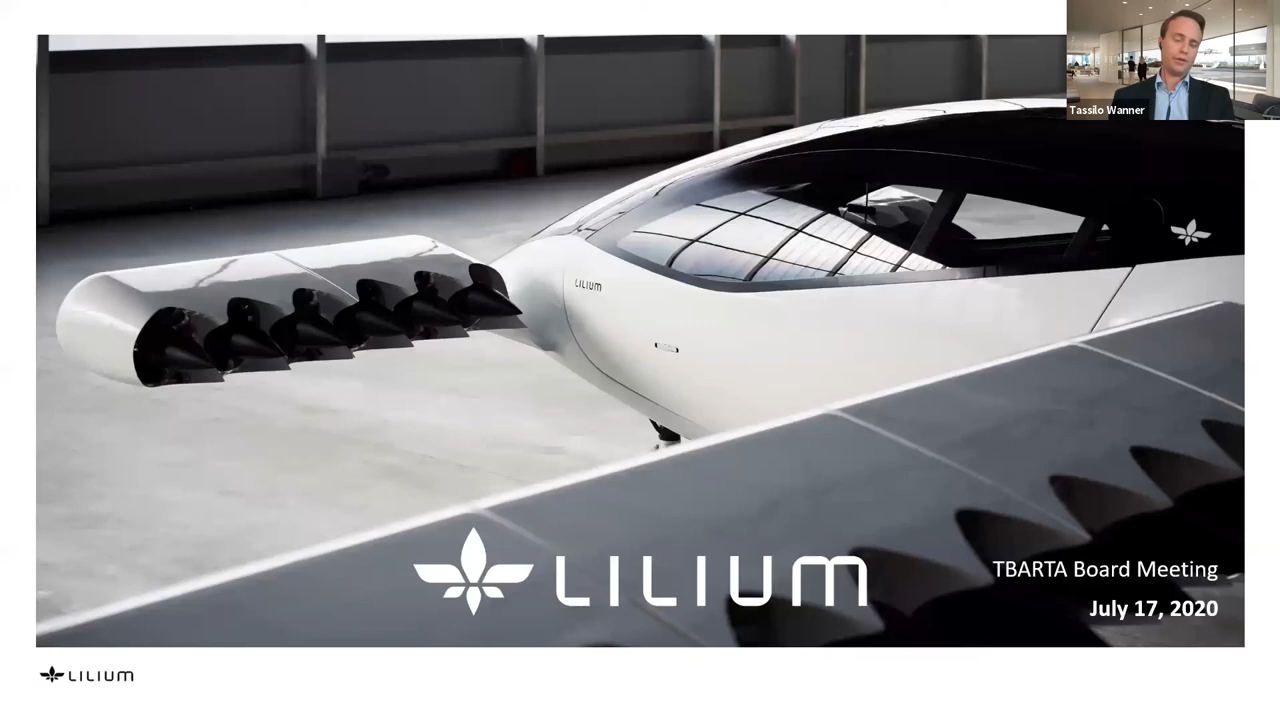 Tassilo Wanner
LILIUM
LILIUM
TBARTA Board Meeting
July 17, 2020
LILIUM